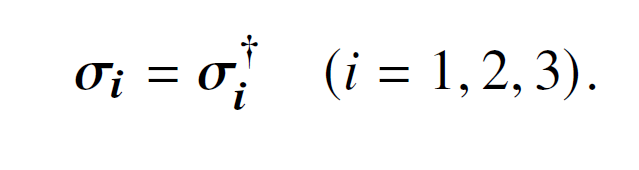 σᵢ = σᵢ† (i = 1, 2, 3).